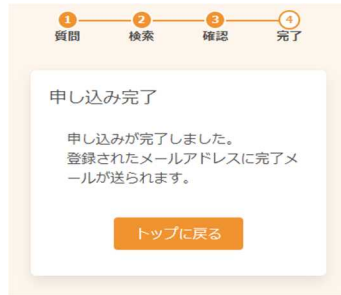 1 2 3 4
質問 検索 確認 完了
申し込み完了
申し込みが完了しました。
登録されたメールアドレスに完了メ
ールが送られます。
トップに戻る